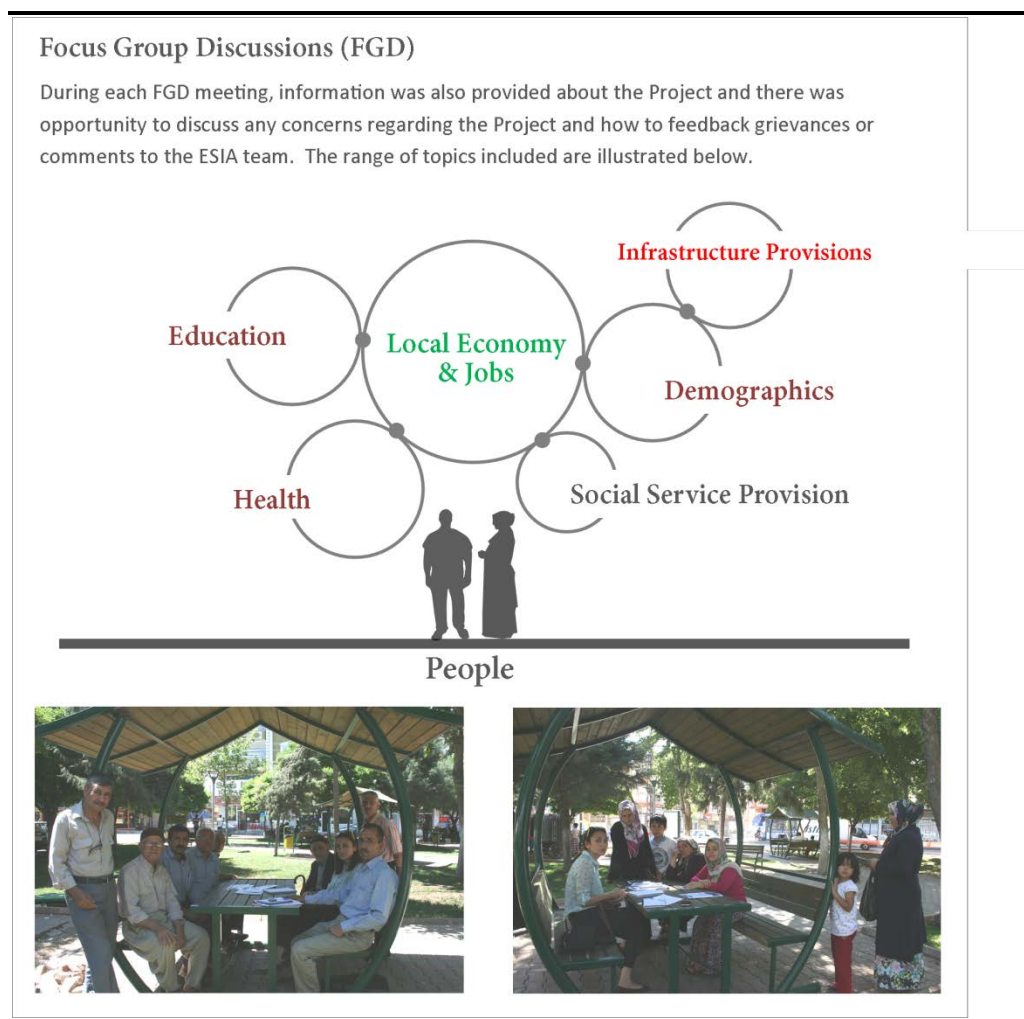 Focus Group Discussions (FGD)
During each FGD meeting, information was also provided about the Project and there was
opportunity to discuss any concerns regarding the Project and how to feedback grievances or
comments to the ESIA team.  The range of topics included are illustrated below.
Infrastructure Provisions
Education
Local Economy
& Jobs
Demographics
Health
Social Service Provision
People